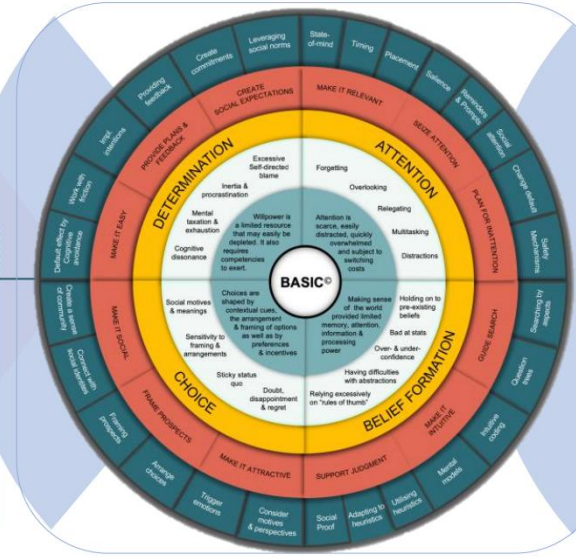 BASIC©
ATTENTION
Attention is
scarce, easily
distracted, quickly
overwhelmed
and subject to
switching
costs
Forgetting
Overlooking
Relegating
Multitasking
Distractions
MAKE IT RELEVANT
SEIZE ATTENTION
PLAN FOR INATTENTION
State-
of-mind
Timing
Placement
Salience
Reminders
& Prompts
Social
attention
Change default
Safety
Mechanisms
BELIEF FORMATION
Making sense
of the world
provided limited
memory, attention,
information &
processing
power
Holding on to
pre-existing
beliefs
Bad at stats
Over- & under-
confidence
Having difficulties
with abstractions
Relying excessively
on "rules of thumb"
GUIDE SEARCH
MAKE IT
INTUITIVE
SUPPORT JUDGMENT
Searching by
aspects
Question
trees
Intuitive
coding
Mental
models
Utilising
heuristics
Adapting to
heuristics
Social
Proof
CHOICE
Choices are
shaped by
contextual cues,
the arrangement
& framing of options
as well as by
preferences
& incentives
Social motives
& meanings
Sensitivity to
framing &
arrangements
Sticky status
quo
Doubt,
disappointment
& regret
MAKE IT ATTRACTIVE
FRAME PROSPECTS
MAKE IT SOCIAL
Consider
motives
& perspectives
Trigger
emotions
Arrange
choices
Framing
prospects
Connect with
social identities
Create a sense
of community
DETERMINATION
Willpower is
a limited resource
that may easily be
depleted. It also
requires
competencies
to exert.
Excessive
Self-directed
blame
Inertia &
procrastination
Mental
taxation &
exhaustion
Cognitive
dissonance
MAKE IT EASY
PROVIDE PLANS &
FEEDBACK
CREATE
SOCIAL EXPECTATIONS
Default effect by
Cognitive
avoidance
Work with
friction
Impl.
intentions
Providing
feedback
Create
commitments
Leveraging
social norms